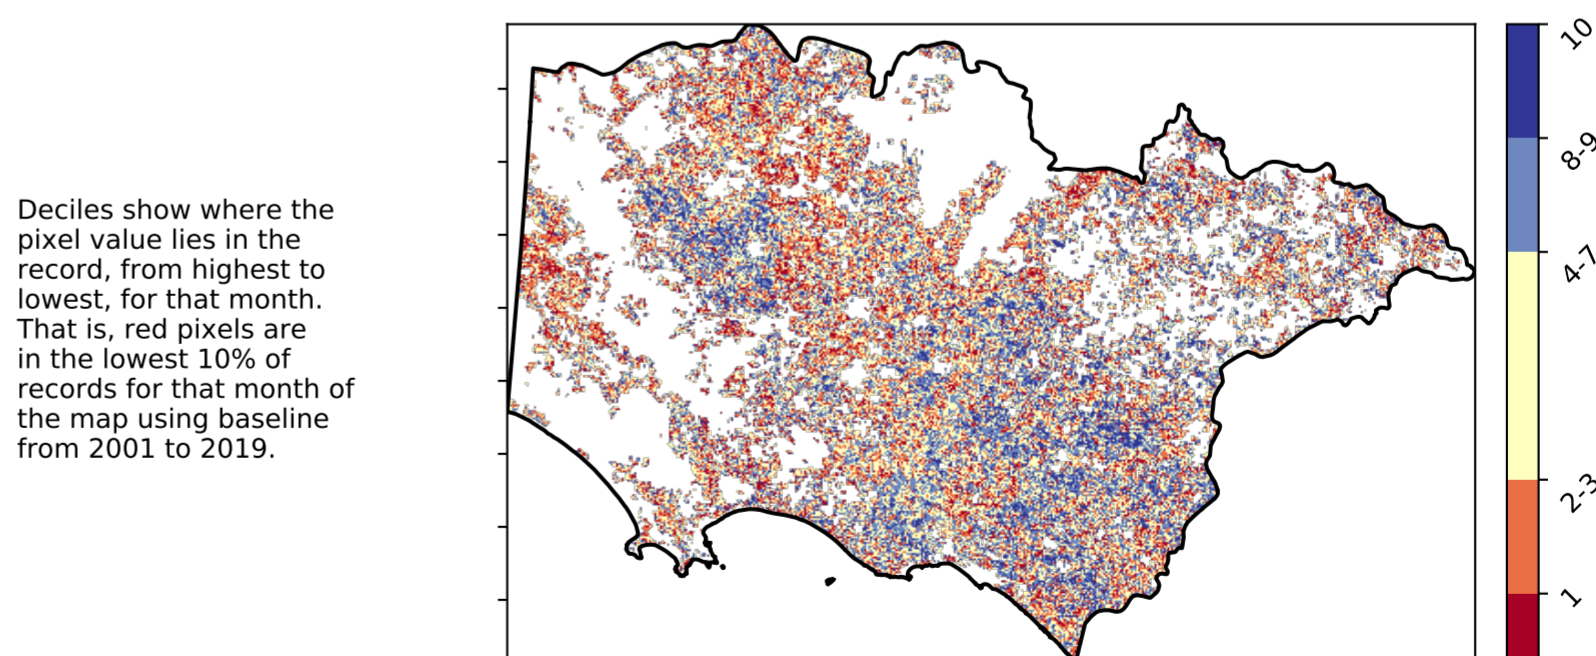 Deciles show where the
pixel value lies in the
record, from highest to
lowest, for that month.
That is, red pixels are
in the lowest 10% of
records for that month of
the map using baseline
from 2001 to 2019.
10
8-9
4-7
2-3
1